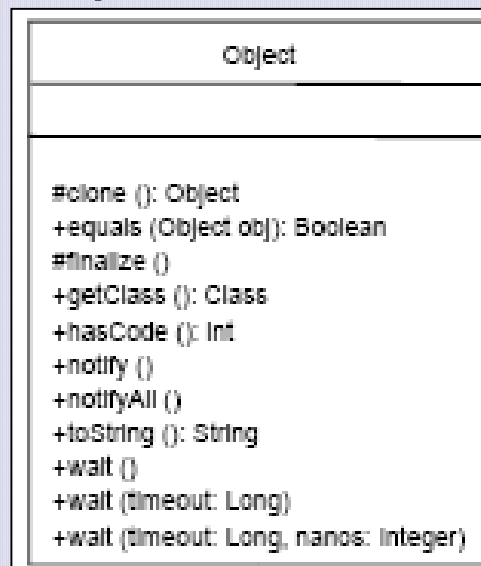 Object
#clone (): Object
+equals (Object obj): Boolean
#finalize ()
+getClass (): Class
+hasCode (): Int
+notify ()
+notifyAll ()
+toString (): String
+wait ()
+wait (timeout: Long)
+wait (timeout: Long, nanos: Integer)